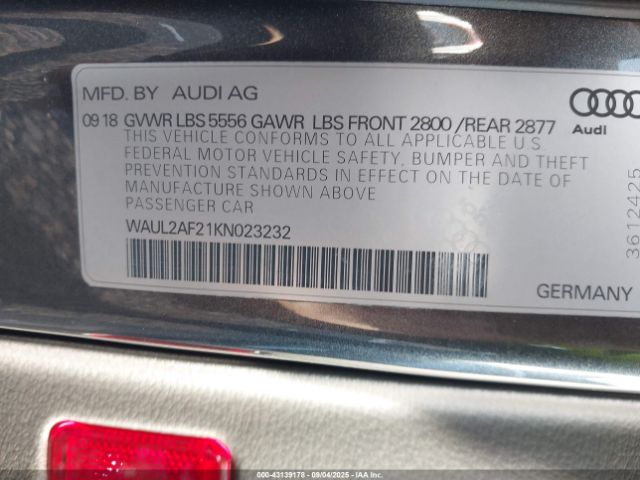 MFD. BY AUDI AG
09 18 GVWR LBS 5556 GAWR LBS FRONT 2800 /REAR 2877
Audi
THIS VEHICLE CONFORMS TO ALL APPLICABLE U.S
FEDERAL MOTOR VEHICLE SAFETY, BUMPER AND THEFT
PREVENTION STANDARDS IN EFFECT ON THE DATE OF
MANUFACTURE SHOWN ABOVE
PASSENGER CAR
WAUL2AF21KN023232
3612425
GERMANY
000-43139178 - 09/04/2025 - IAAI.COM